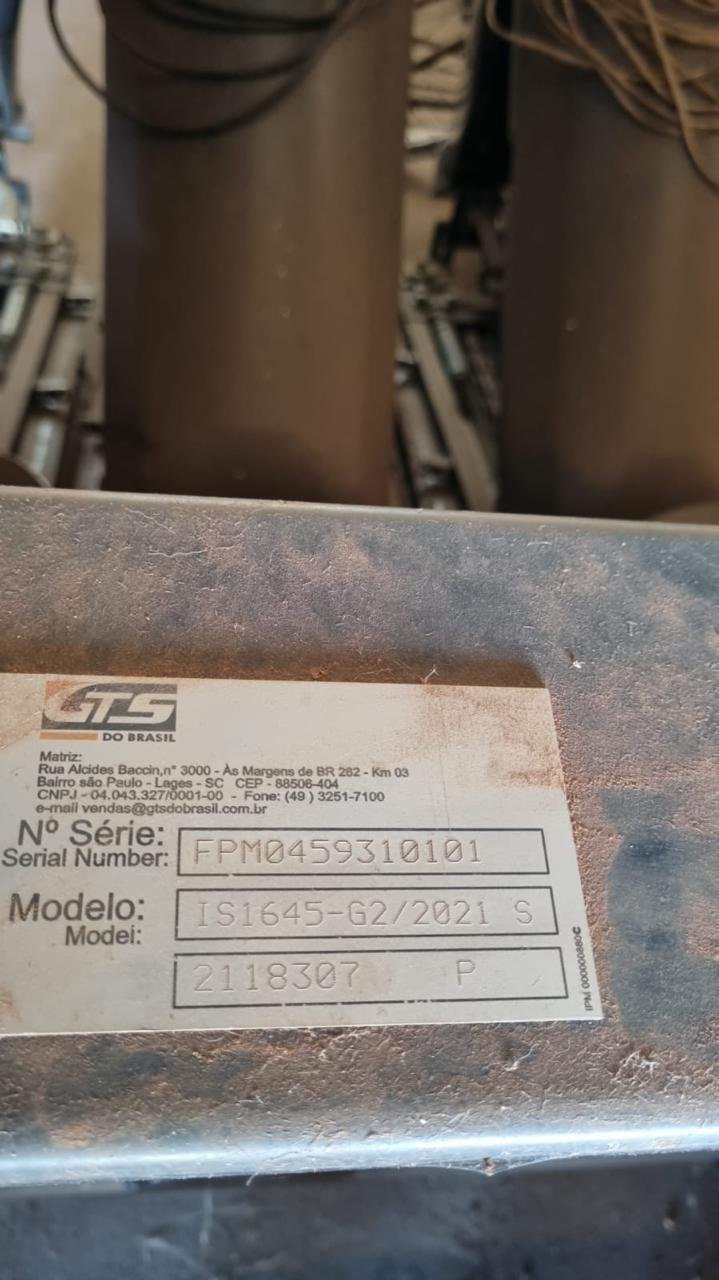 GTS
DO BRASIL
Matriz:
Rua Alcides Baccin,n° 3000 - Às Margens de BR 282 - Km 03
Bairro são Paulo - Lages - SC CEP - 88506-404
CNPJ - 04.043.327/0001-00 - Fone: (49 ) 3251-7100
e-mail vendas@gtsdobrasil.com.br
Nº Série:
Serial Number:
FPM0459310101
Modelo:
Model:
IS1645-G2/2021 S
2118307 P
IPM 000000880C